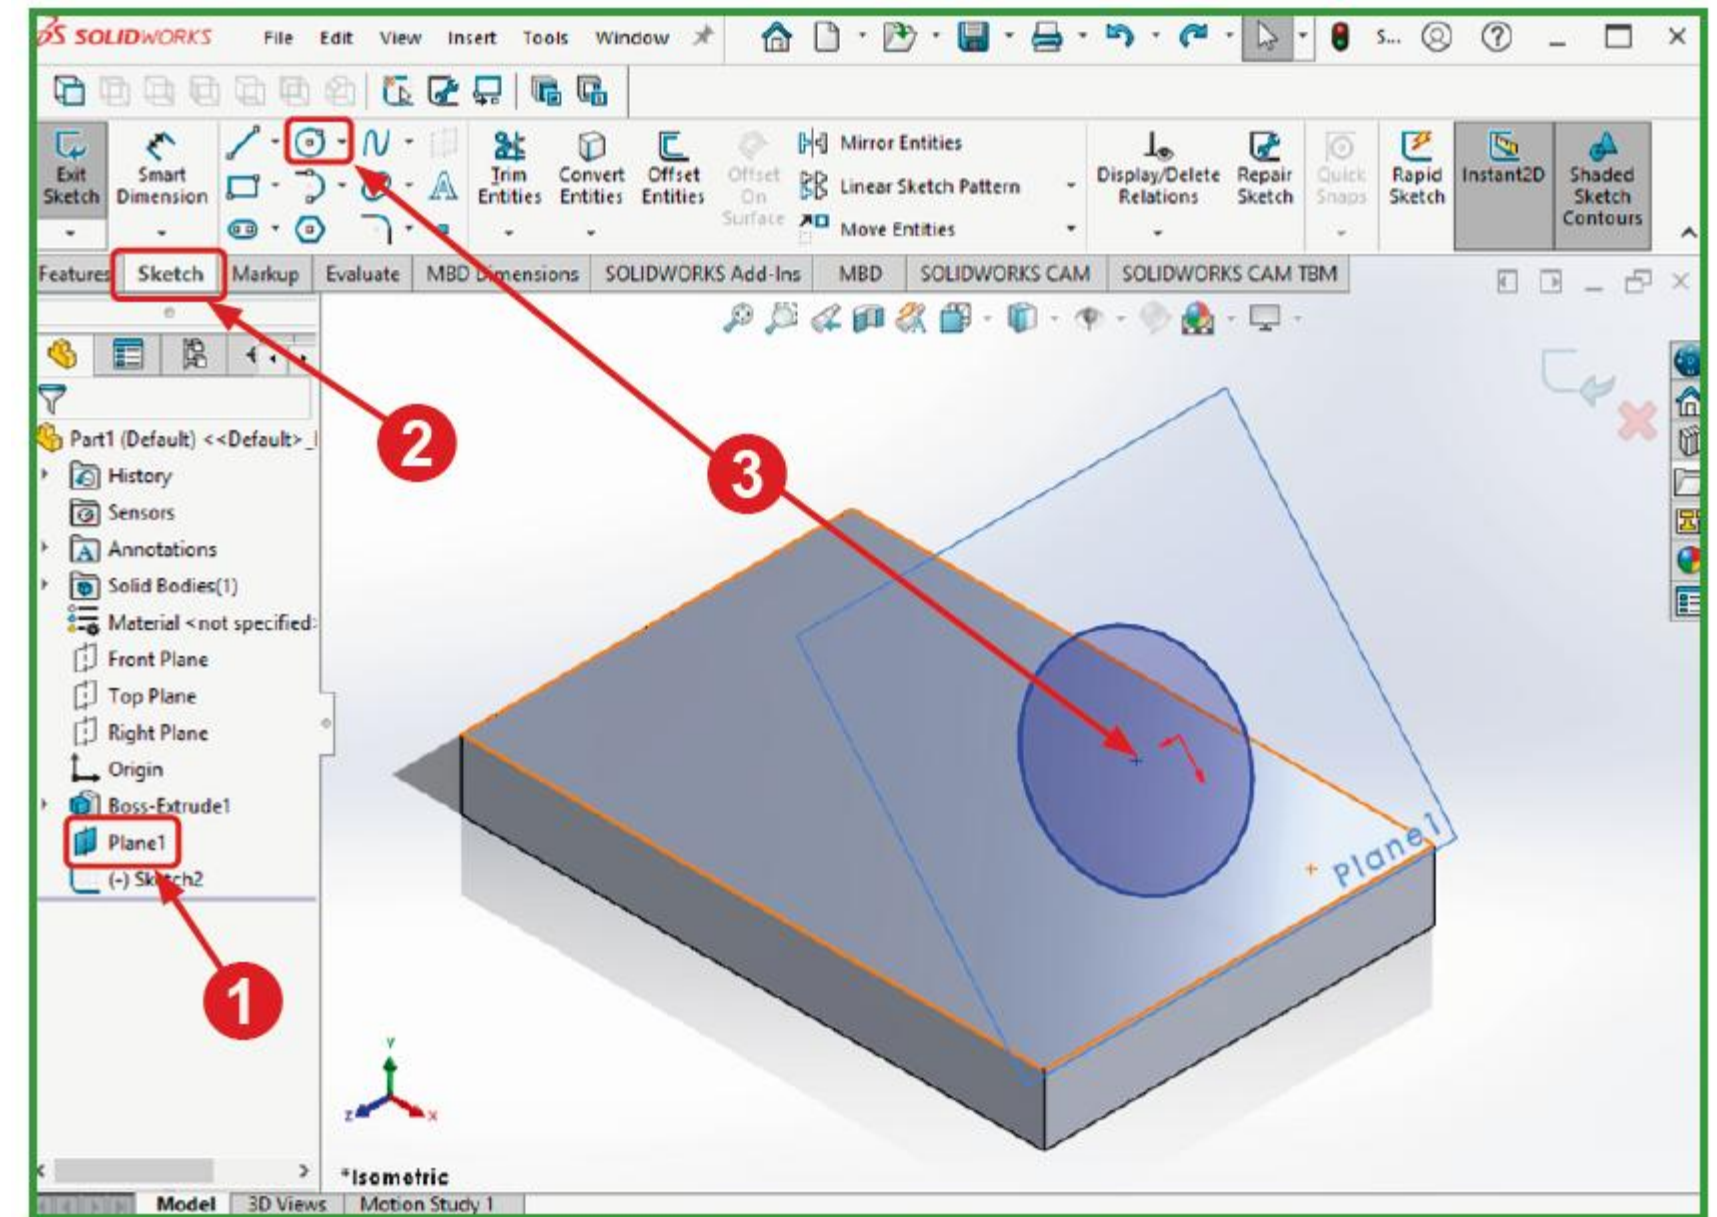 SOLIDWORKS File Edit View Insert Tools Window S... ?
Exit Sketch
Smart Dimension
Trim Entities
Convert Entities
Offset Entities
Offset On Surface
Mirror Entities
Linear Sketch Pattern
Move Entities
Display/Delete Relations
Repair Sketch
Quick Snaps
Rapid Sketch
Instant2D
Shaded Sketch Contours
Features Sketch Markup Evaluate MBD Dimensions SOLIDWORKS Add-Ins MBD SOLIDWORKS CAM SOLIDWORKS CAM TBM
2
3
Part1 (Default) <<Default>_
History
Sensors
Annotations
Solid Bodies(1)
Material <not specified>
Front Plane
Top Plane
Right Plane
Origin
Boss-Extrude1
Plane1
(-) Sketch2
1
Plane1
Y
Z X
*Isometric
Model 3D Views Motion Study 1